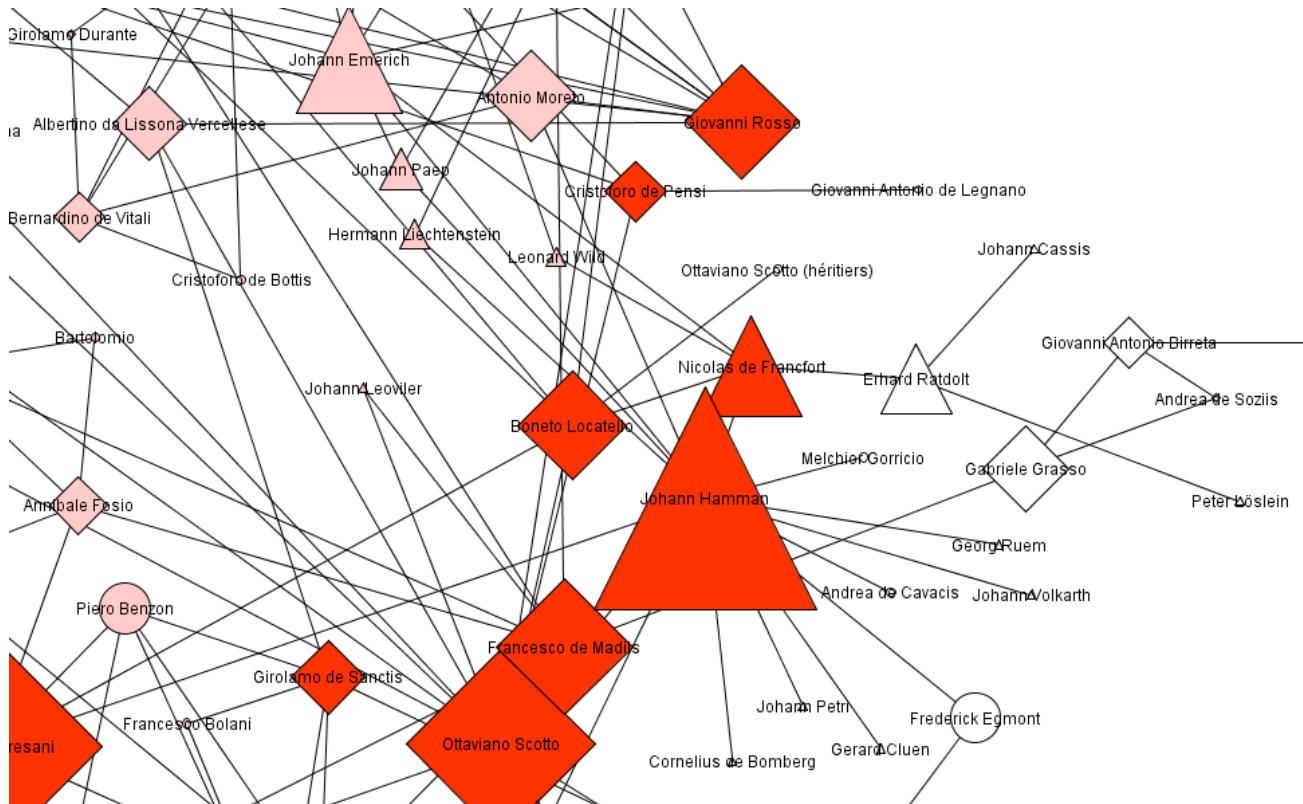 Girolamo Durante
Johann Emerich
Antonio Moreto
Albertino da Lissona Vercellese
Giovanni Rosso
na
Johann Paep
Cristoforo de Pensi
Giovanni Antonio de Legnano
Bernardino de Vitali
Hermann Liechtenstein
Johann Cassis
Leonard Wild
Ottaviano Scotto (héritiers)
Cristoforo de Bottis
Bartolomio
Giovanni Antonio Birreta
Nicolas de Francfort
Erhard Ratdolt
Johann Leoviler
Andrea de Soziis
Boneto Locatello
Melchior Gorricio
Gabriele Grasso
Johann Hamman
Annibale Fosio
Peter Löslein
Georg Ruem
Andrea de Cavacis
Johann Volkarth
Piero Benzon
Francesco de Madiis
Girolamo de Sanctis
Johann Petri
Frederick Egmont
Francesco Bolani
resani
Ottaviano Scotto
Gerard Cluen
Cornelius de Bomberg